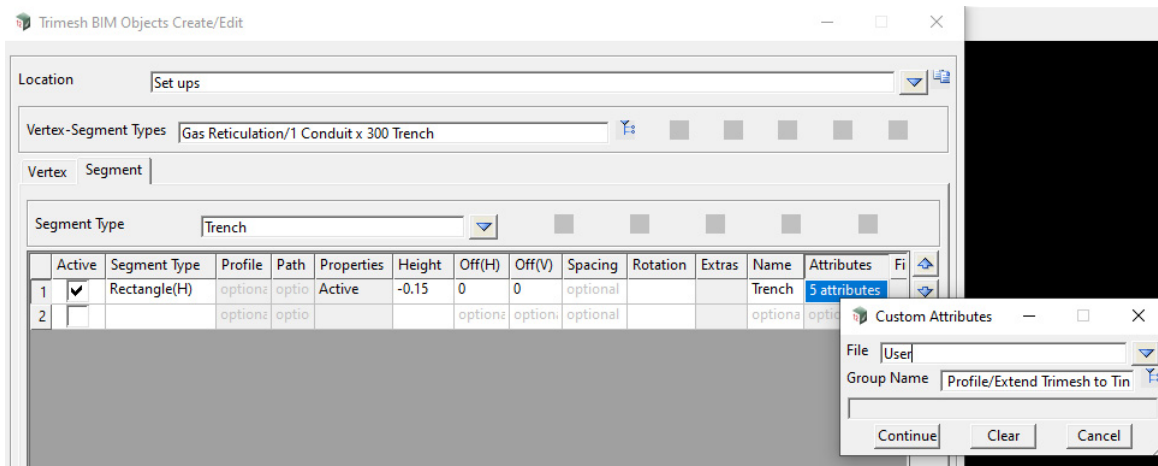 Trimesh BIM Objects Create/Edit
Location Set ups
Vertex-Segment Types Gas Reticulation/1 Conduit x 300 Trench
Vertex Segment
Segment Type Trench
Active Segment Type Profile Path Properties Height Off(H) Off(V) Spacing Rotation Extras Name Attributes Fi
1 Rectangle(H) optiona optio Active -0.15 0 0 optional Trench 5 attributes
2 optiona optio optiona option optional optiona optio
Custom Attributes
File User
Group Name Profile/Extend Trimesh to Tin
Continue Clear Cancel